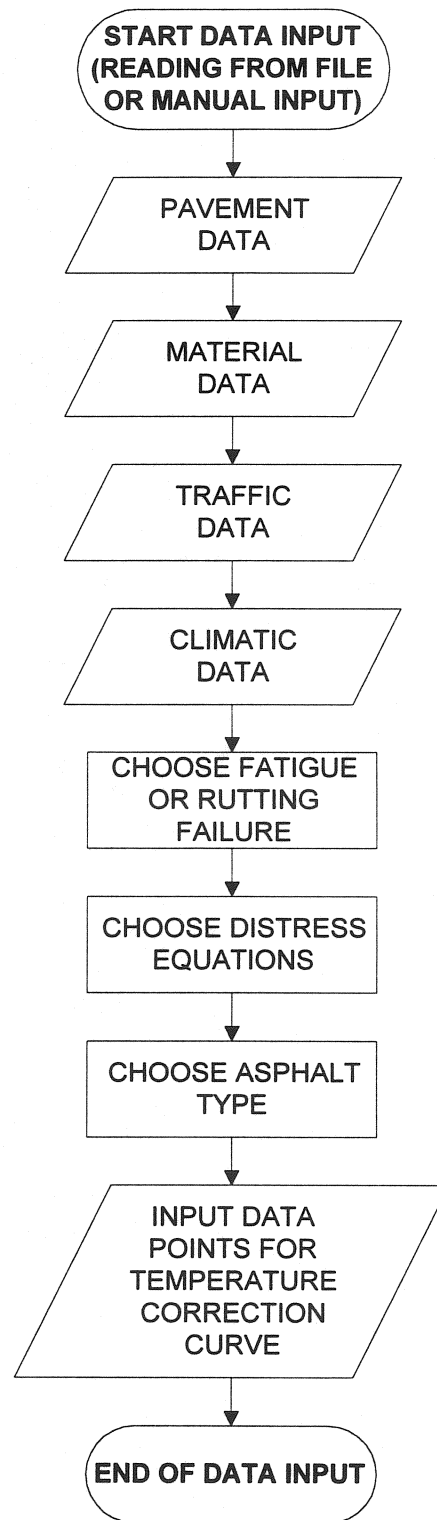 START DATA INPUT
(READING FROM FILE
OR MANUAL INPUT)
PAVEMENT
DATA
MATERIAL
DATA
TRAFFIC
DATA
CLIMATIC
DATA
CHOOSE FATIGUE
OR RUTTING
FAILURE
CHOOSE DISTRESS
EQUATIONS
CHOOSE ASPHALT
TYPE
INPUT DATA
POINTS FOR
TEMPERATURE
CORRECTION
CURVE
END OF DATA INPUT